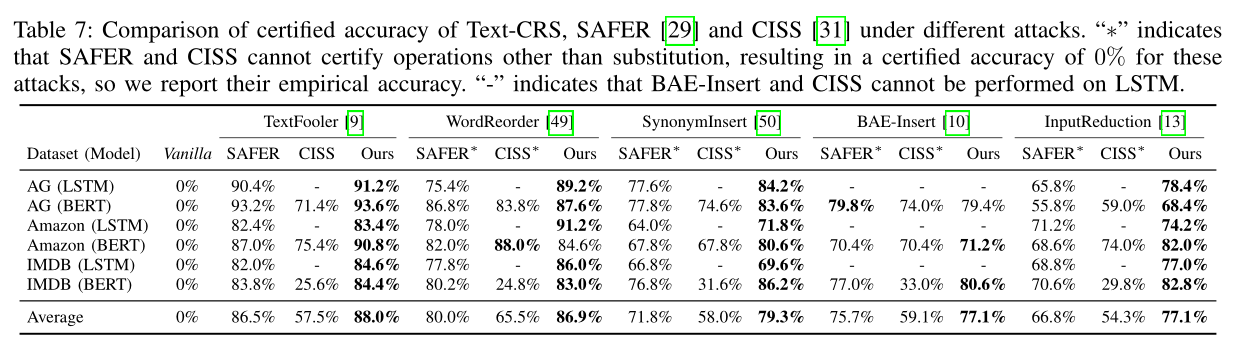 Table 7: Comparison of certified accuracy of Text-CRS, SAFER [29] and CISS [31] under different attacks. “*” indicates
that SAFER and CISS cannot certify operations other than substitution, resulting in a certified accuracy of 0% for these
attacks, so we report their empirical accuracy. “-” indicates that BAE-Insert and CISS cannot be performed on LSTM.
TextFooler [9] WordReorder [49] SynonymInsert [50] BAE-Insert [10] InputReduction [13]
Dataset (Model) Vanilla SAFER CISS Ours SAFER* CISS* Ours SAFER* CISS* Ours SAFER* CISS* Ours SAFER* CISS* Ours
AG (LSTM) 0% 90.4% - 91.2% 75.4% - 89.2% 77.6% - 84.2% - - - 65.8% - 78.4%
AG (BERT) 0% 93.2% 71.4% 93.6% 86.8% 83.8% 87.6% 77.8% 74.6% 83.6% 79.8% 74.0% 79.4% 55.8% 59.0% 68.4%
Amazon (LSTM) 0% 82.4% - 83.4% 78.0% - 91.2% 64.0% - 71.8% - - - 71.2% - 74.2%
Amazon (BERT) 0% 87.0% 75.4% 90.8% 82.0% 88.0% 84.6% 67.8% 67.8% 80.6% 70.4% 70.4% 71.2% 68.6% 74.0% 82.0%
IMDB (LSTM) 0% 82.0% - 84.6% 77.8% - 86.0% 66.8% - 69.6% - - - 68.8% - 77.0%
IMDB (BERT) 0% 83.8% 25.6% 84.4% 80.2% 24.8% 83.0% 76.8% 31.6% 86.2% 77.0% 33.0% 80.6% 70.6% 29.8% 82.8%
Average 0% 86.5% 57.5% 88.0% 80.0% 65.5% 86.9% 71.8% 58.0% 79.3% 75.7% 59.1% 77.1% 66.8% 54.3% 77.1%